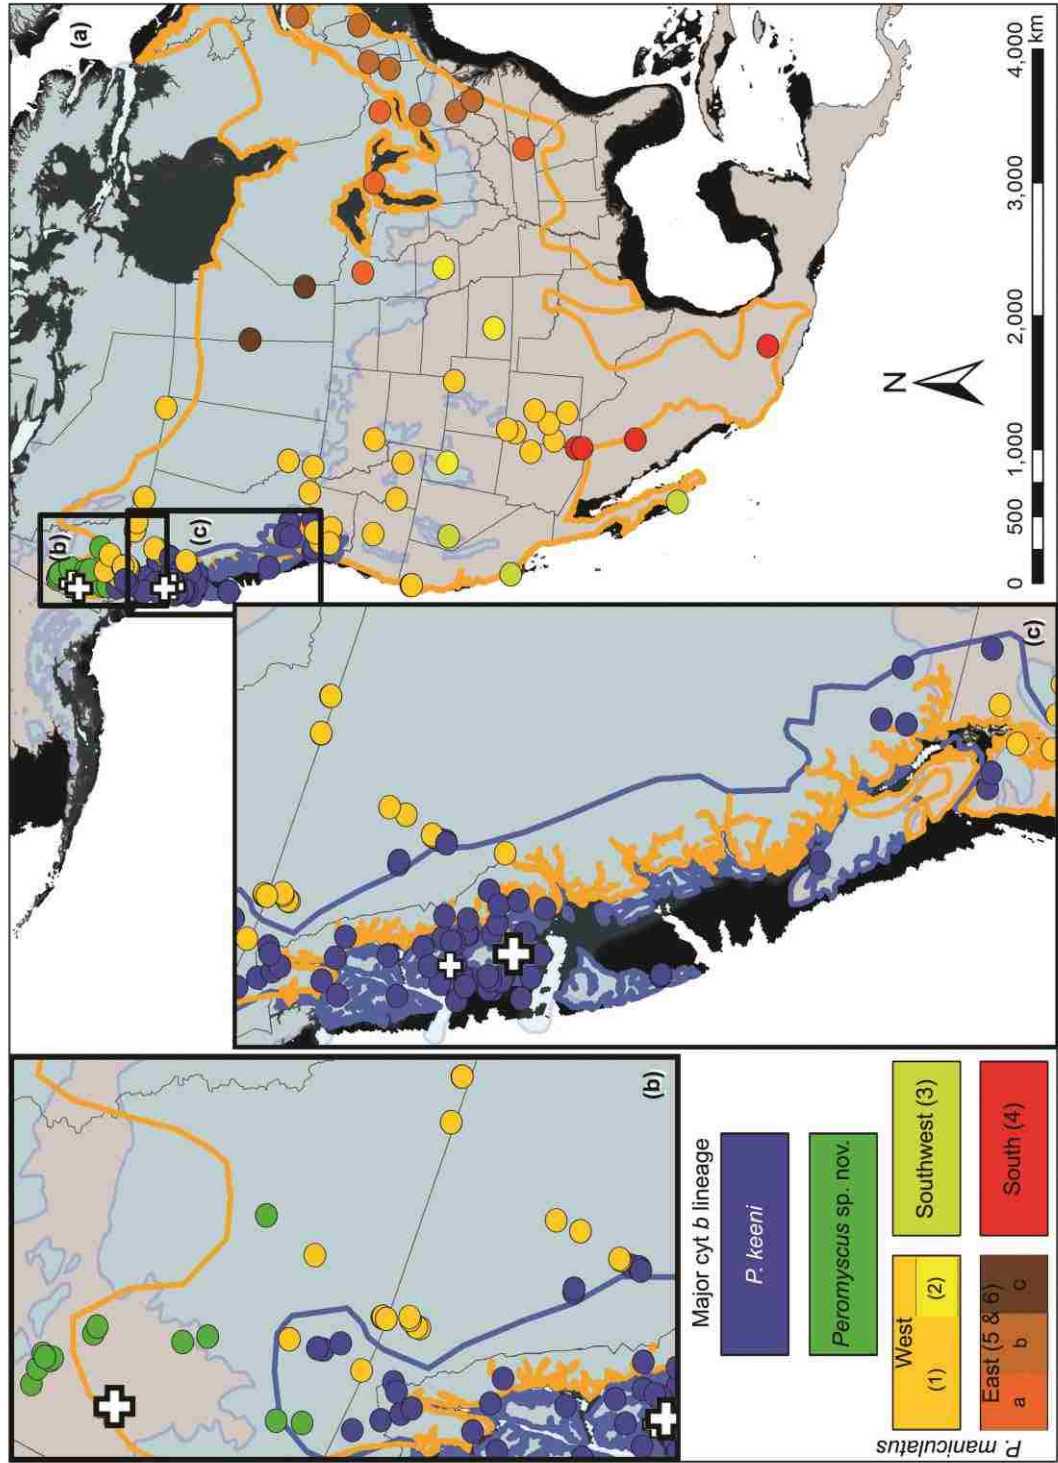 (a)
(b)
(c)
N
0 500 1,000 2,000 3,000 4,000
km
(b)
(c)
Major cyt b lineage
P. keeni
Peromyscus sp. nov.
P. maniculatus
West
(1)
(2)
Southwest (3)
East (5 & 6)
a b c
South (4)